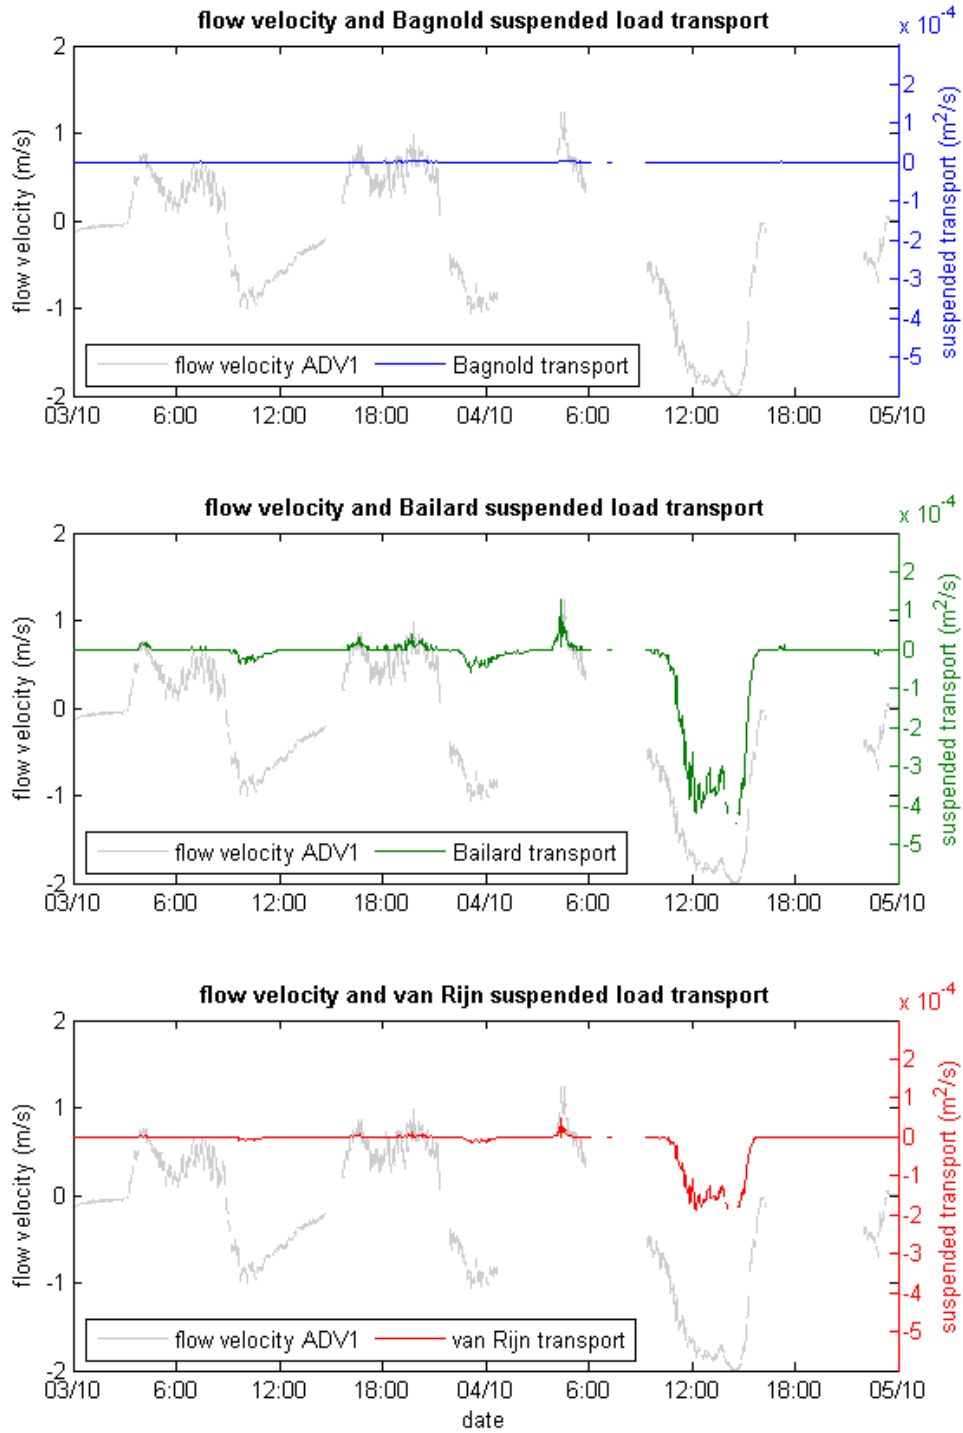 flow velocity and Bagnold suspended load transport
x 10-4
2
1
0
-1
-2
flow velocity (m/s)
2
1
0
-1
-2
-3
-4
-5
suspended transport (m2/s)
flow velocity ADV1 Bagnold transport
03/10 6:00 12:00 18:00 04/10 6:00 12:00 18:00 05/10
flow velocity and Bailard suspended load transport
x 10-4
2
1
0
-1
-2
flow velocity (m/s)
2
1
0
-1
-2
-3
-4
-5
suspended transport (m2/s)
flow velocity ADV1 Bailard transport
03/10 6:00 12:00 18:00 04/10 6:00 12:00 18:00 05/10
flow velocity and van Rijn suspended load transport
x 10-4
2
1
0
-1
-2
flow velocity (m/s)
2
1
0
-1
-2
-3
-4
-5
suspended transport (m2/s)
flow velocity ADV1 van Rijn transport
03/10 6:00 12:00 18:00 04/10 6:00 12:00 18:00 05/10
date